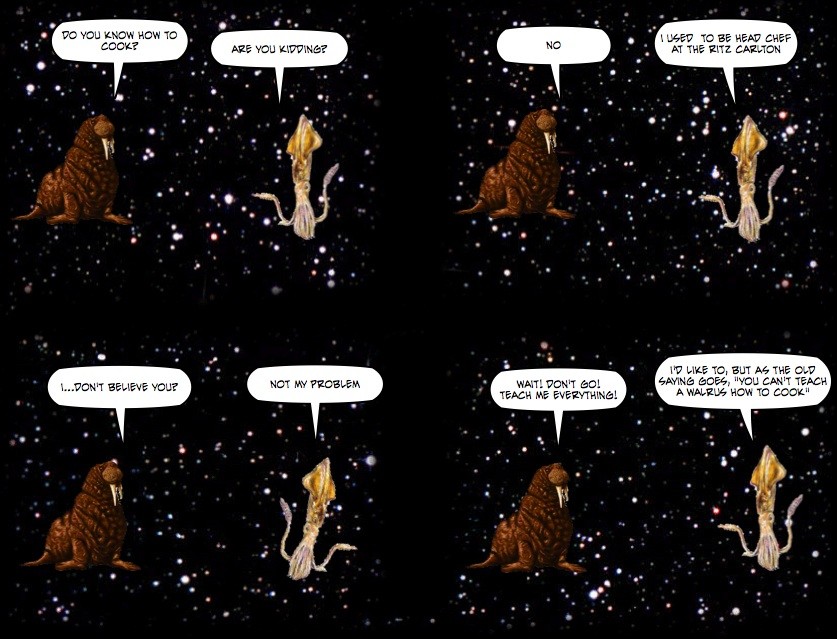 DO YOU KNOW HOW TO
COOK?
ARE YOU KIDDING?
NO
I USED TO BE HEAD CHEF
AT THE RITZ CARLTON
I...DON'T BELIEVE YOU?
NOT MY PROBLEM
WAIT! DON'T GO!
TEACH ME EVERYTHING!
I'D LIKE TO, BUT AS THE OLD
SAYING GOES, "YOU CAN'T TEACH
A WALRUS HOW TO COOK"